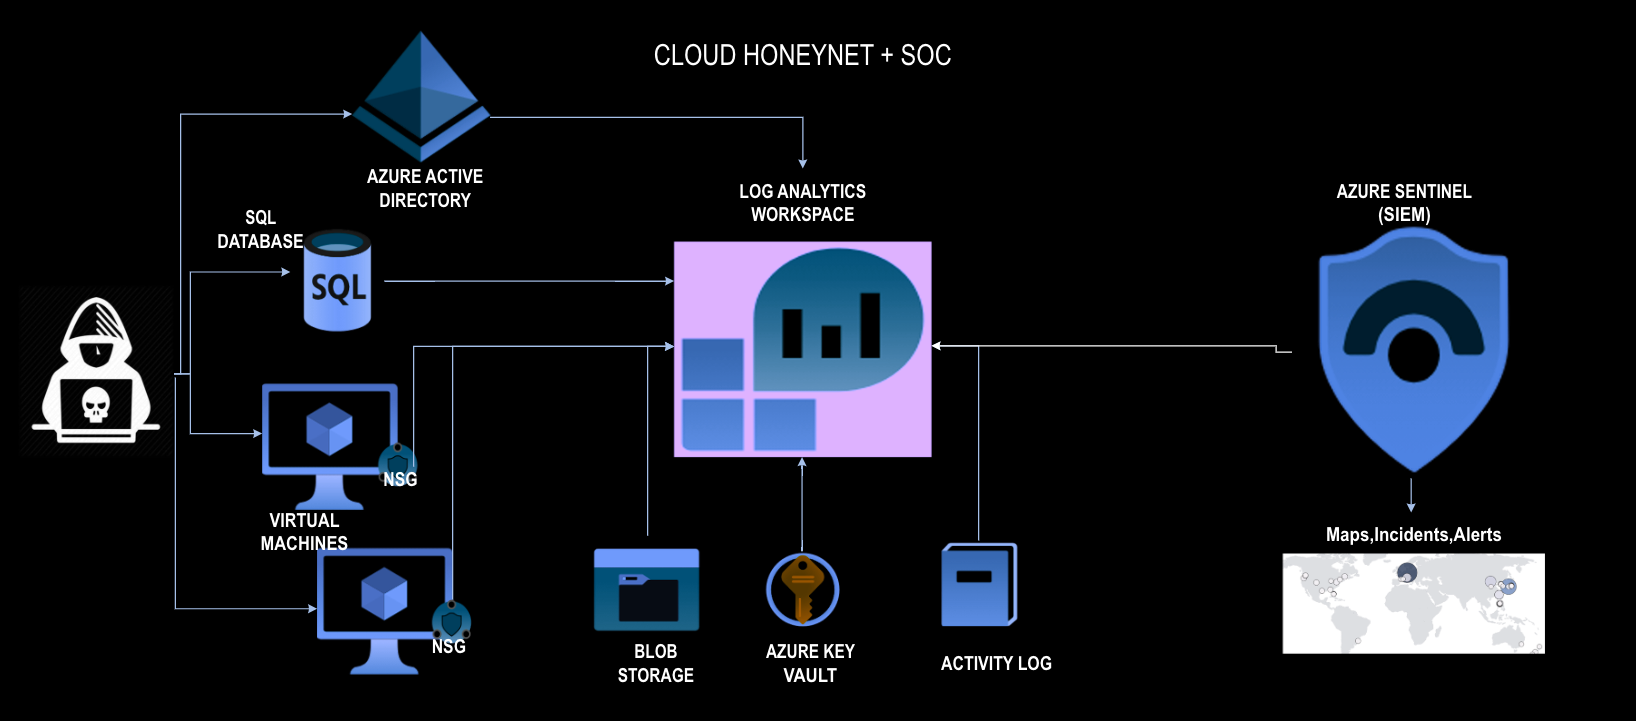 CLOUD HONEYNET + SOC
AZURE ACTIVE
DIRECTORY
LOG ANALYTICS
WORKSPACE
AZURE SENTINEL
(SIEM)
SQL
DATABASE
SQL
NSG
VIRTUAL
MACHINES
NSG
BLOB
STORAGE
AZURE KEY
VAULT
ACTIVITY LOG
Maps,Incidents,Alerts